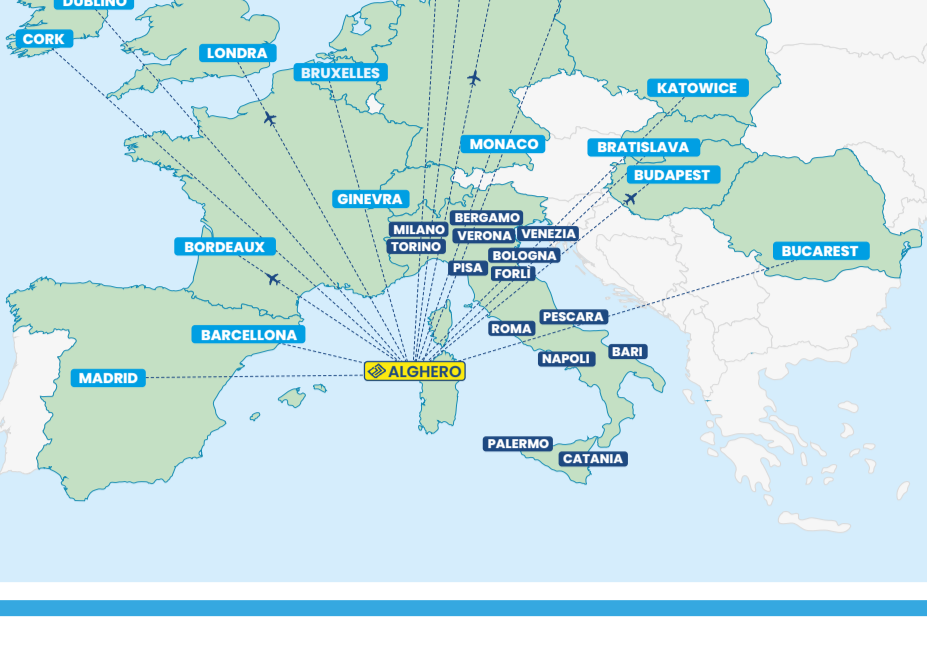 DUBLINO
CORK
LONDRA
BRUXELLES
KATOWICE
MONACO
BRATISLAVA
BUDAPEST
GINEVRA
BERGAMO
MILANO
VERONA
VENEZIA
TORINO
BORDEAUX
BOLOGNA
BUCAREST
PISA
FORLÌ
PESCARA
ROMA
BARCELLONA
NAPOLI
BARI
ALGHERO
MADRID
PALERMO
CATANIA